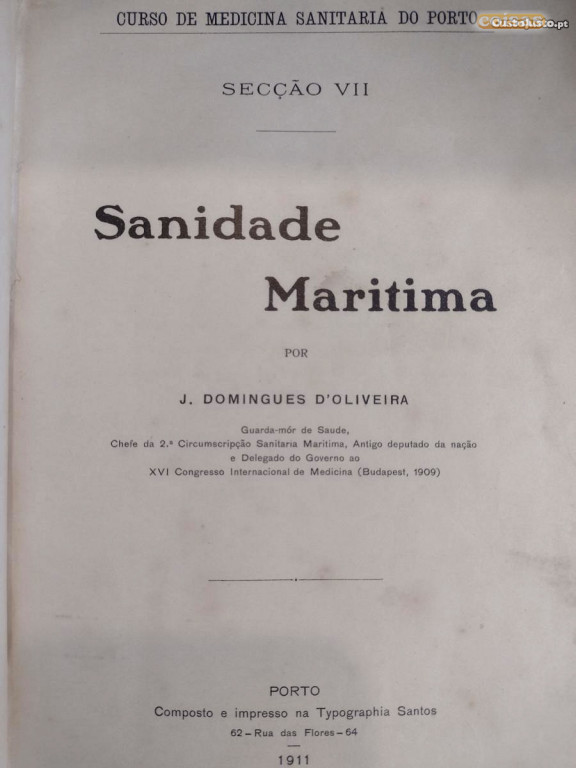 CURSO DE MEDICINA SANITARIA DO PORTO
CustoJusto.pt
SECÇÃO VII
Sanidade
Maritima
POR
J. DOMINGUES D'OLIVEIRA
Guarda-mór de Saude,
Chefe da 2.ª Circumscripção Sanitaria Maritima, Antigo deputado da nação
e Delegado do Governo ao
XVI Congresso Internacional de Medicina (Budapest, 1909)
PORTO
Composto e impresso na Typographia Santos
62—Rua das Flores—64
1911